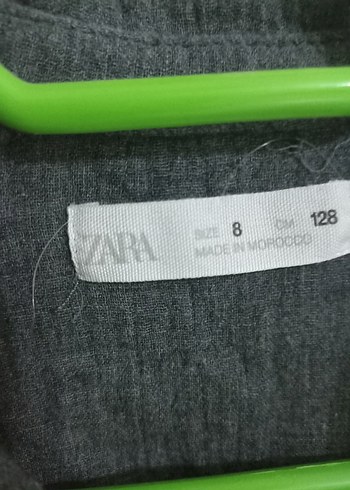 ZARA
SIZE 8 CM 128
MADE IN MOROCCO